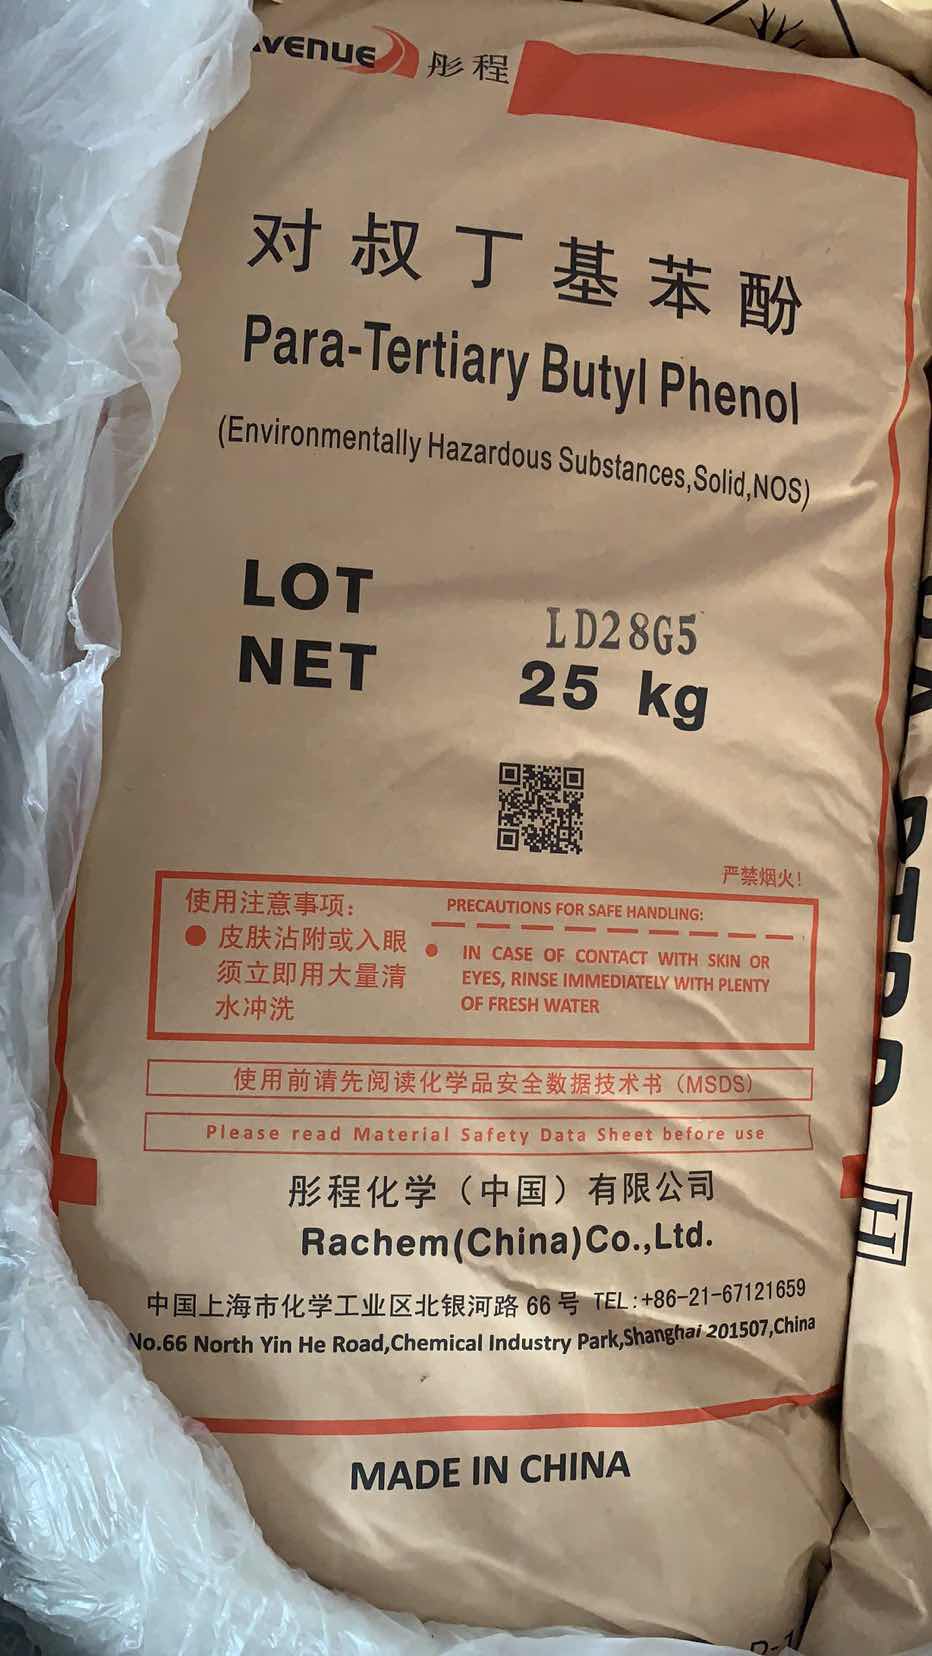 AVENUE 彤程
对叔丁基苯酚
Para-Tertiary Butyl Phenol
(Environmentally Hazardous Substances,Solid,NOS)
LOT LD28G5
NET 25 kg
严禁烟火!
使用注意事项:
● 皮肤沾附或入眼
须立即用大量清
水冲洗
PRECAUTIONS FOR SAFE HANDLING:
● IN CASE OF CONTACT WITH SKIN OR
EYES, RINSE IMMEDIATELY WITH PLENTY
OF FRESH WATER
使用前请先阅读化学品安全数据技术书(MSDS)
Please read Material Safety Data Sheet before use
彤程化学(中国)有限公司
Rachem(China)Co.,Ltd.
中国上海市化学工业区北银河路 66 号 TEL:+86-21-67121659
No.66 North Yin He Road,Chemical Industry Park,Shanghai 201507,China
MADE IN CHINA